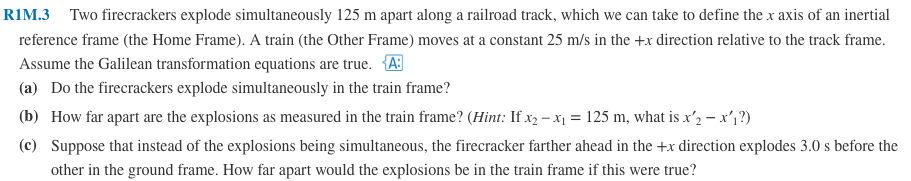 R1M.3 Two firecrackers explode simultaneously 125 m apart along a railroad track, which we can take to define the x axis of an inertial
reference frame (the Home Frame). A train (the Other Frame) moves at a constant 25 m/s in the +x direction relative to the track frame.
Assume the Galilean transformation equations are true. {A:
(a) Do the firecrackers explode simultaneously in the train frame?
(b) How far apart are the explosions as measured in the train frame? (Hint: If x₂ – x₁ = 125 m, what is x′₂ – x′₁?)
(c) Suppose that instead of the explosions being simultaneous, the firecracker farther ahead in the +x direction explodes 3.0 s before the
other in the ground frame. How far apart would the explosions be in the train frame if this were true?